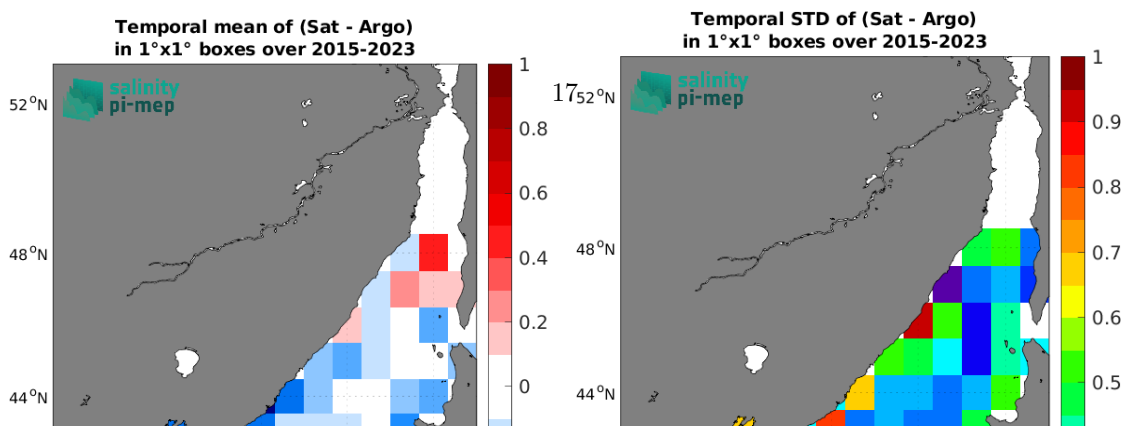 Temporal mean of (Sat - Argo)
in 1°x1° boxes over 2015-2023
salinity
pi-mep
52°N
48°N
44°N
1
0.8
0.6
0.4
0.2
0
17
Temporal STD of (Sat - Argo)
in 1°x1° boxes over 2015-2023
salinity
pi-mep
52°N
48°N
44°N
1
0.9
0.8
0.7
0.6
0.5